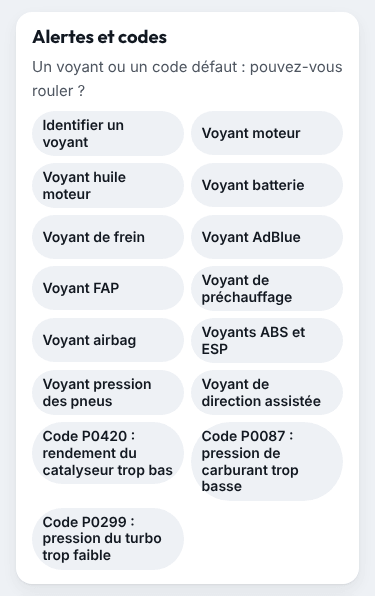 Alertes et codes
Un voyant ou un code défaut : pouvez-vous
rouler ?
Identifier un
voyant
Voyant moteur
Voyant huile
moteur
Voyant batterie
Voyant de frein
Voyant AdBlue
Voyant FAP
Voyant de
préchauffage
Voyant airbag
Voyants ABS et
ESP
Voyant pression
des pneus
Voyant de
direction assistée
Code P0420 :
rendement du
catalyseur trop bas
Code P0087 :
pression de
carburant trop
basse
Code P0299 :
pression du turbo
trop faible